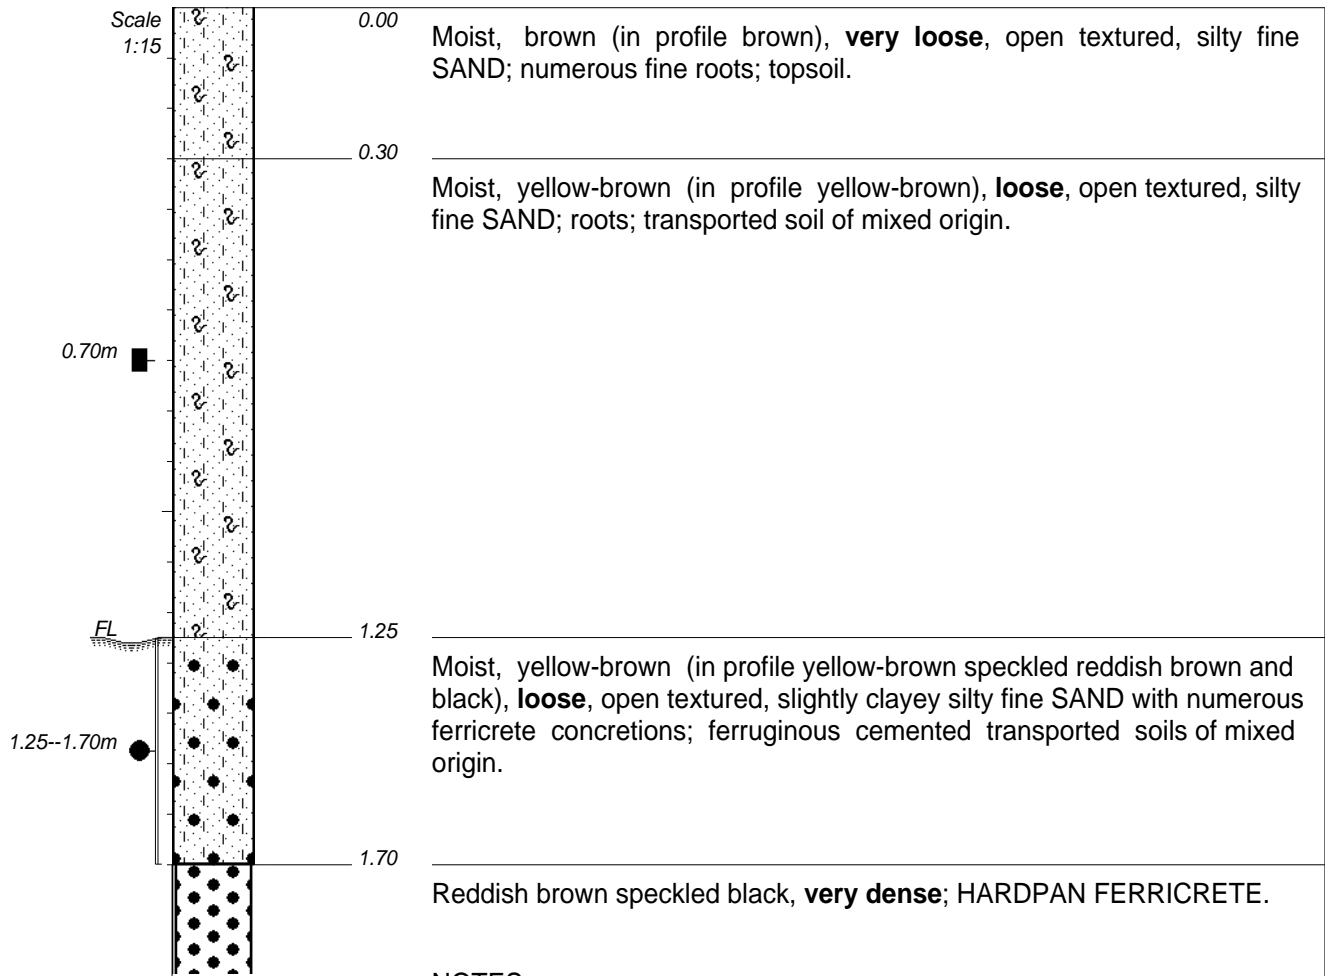 Scale
1:15
0.00
Moist, brown (in profile brown), very loose, open textured, silty fine
SAND; numerous fine roots; topsoil.
0.30
Moist, yellow-brown (in profile yellow-brown), loose, open textured, silty
fine SAND; roots; transported soil of mixed origin.
0.70m
FL
1.25
Moist, yellow-brown (in profile yellow-brown speckled reddish brown and
black), loose, open textured, slightly clayey silty fine SAND with numerous
ferricrete concretions; ferruginous cemented transported soils of mixed
origin.
1.25--1.70m
1.70
Reddish brown speckled black, very dense; HARDPAN FERRICRETE.
NOTES